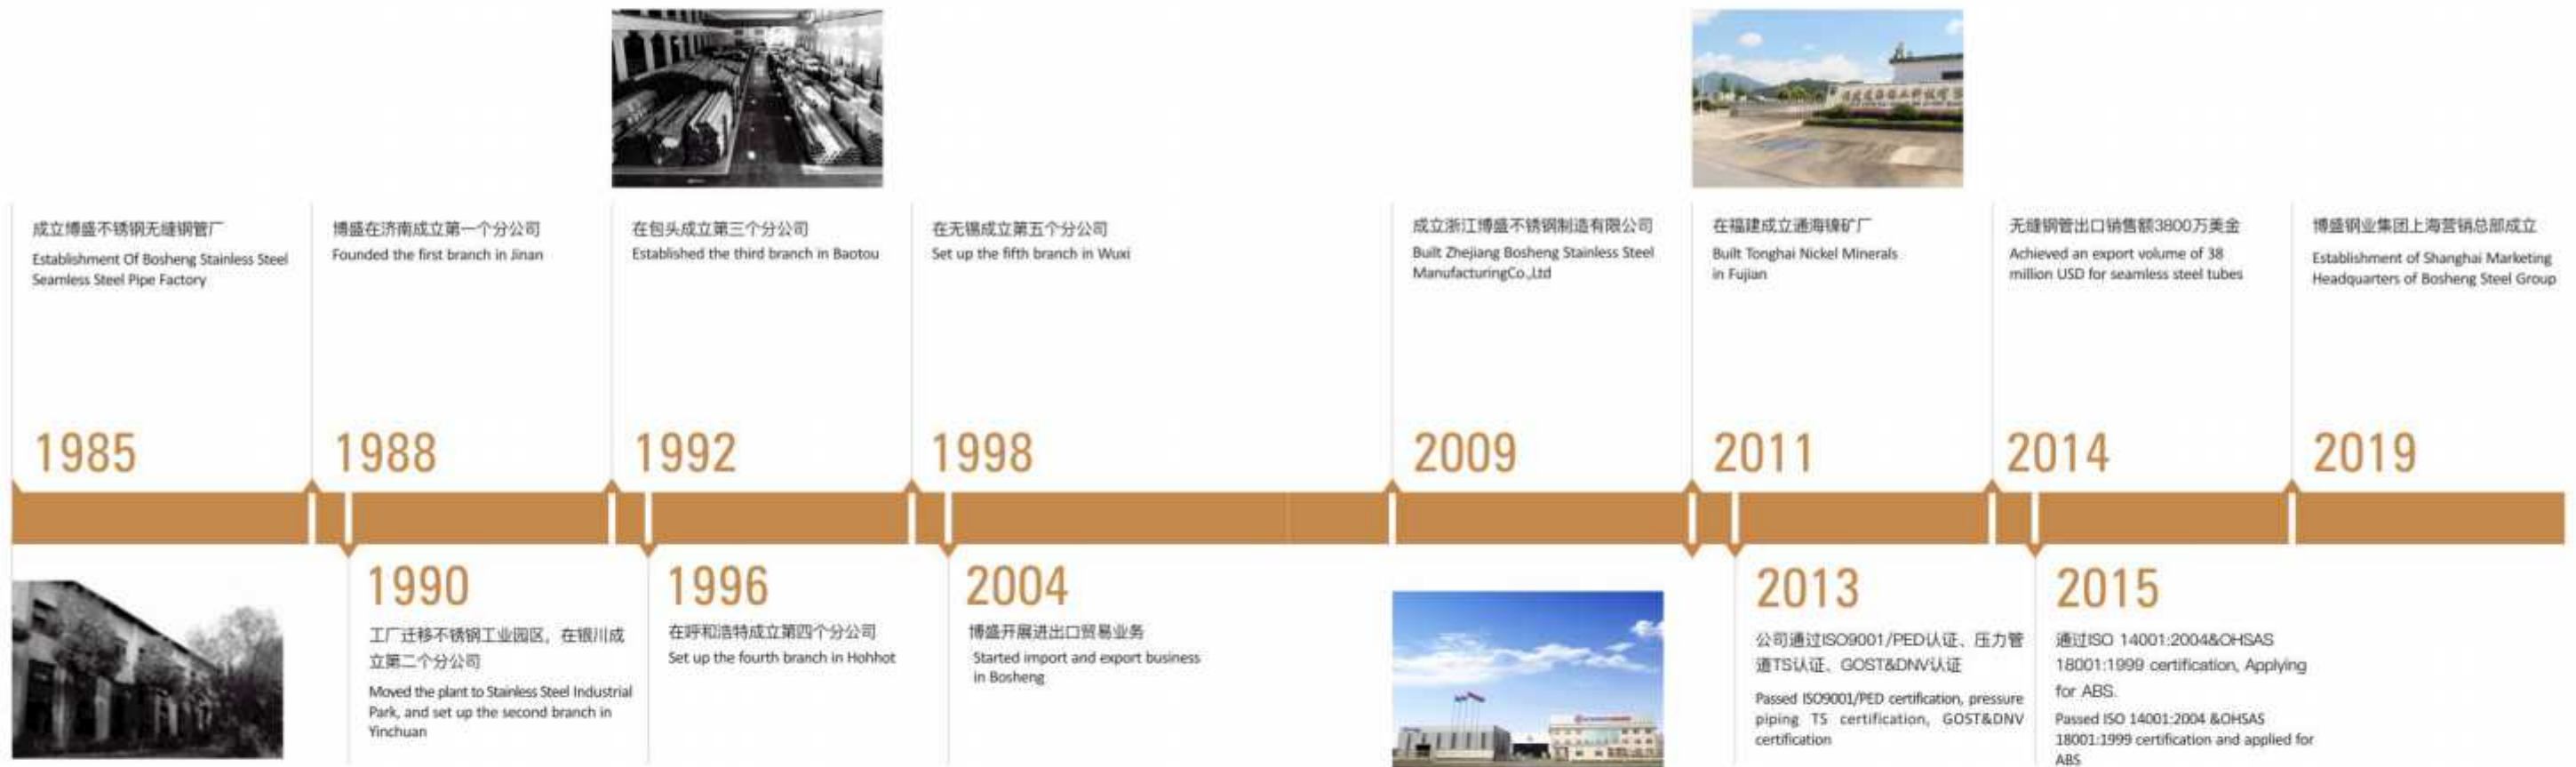 成立博盛不锈钢无缝钢管厂
Establishment Of Bosheng Stainless Steel
Seamless Steel Pipe Factory
1985
博盛在济南成立第一个分公司
Founded the first branch in Jinan
1988
1990
工厂迁移不锈钢工业园区，在银川成
立第二个分公司
Moved the plant to Stainless Steel Industrial
Park, and set up the second branch in
Yinchuan
在包头成立第三个分公司
Established the third branch in Baotou
1992
1996
在呼和浩特成立第四个分公司
Set up the fourth branch in Hohhot
在无锡成立第五个分公司
Set up the fifth branch in Wuxi
1998
2004
博盛开展进出口贸易业务
Started import and export business
in Bosheng
成立浙江博盛不锈钢制造有限公司
Built Zhejiang Bosheng Stainless Steel
ManufacturingCo.,Ltd
2009
在福建成立通海镍矿厂
Built Tonghai Nickel Minerals
in Fujian
2011
2013
公司通过ISO9001/PED认证、压力管
道TS认证、GOST&DNV认证
Passed ISO9001/PED certification, pressure
piping TS certification, GOST&DNV
certification
无缝钢管出口销售额3800万美金
Achieved an export volume of 38
million USD for seamless steel tubes
2014
2015
通过ISO 14001:2004&OHSAS
18001:1999 certification, Applying
for ABS.
Passed ISO 14001:2004 &OHSAS
18001:1999 certification and applied for
ABS
博盛钢业集团上海营销总部成立
Establishment of Shanghai Marketing
Headquarters of Bosheng Steel Group
2019